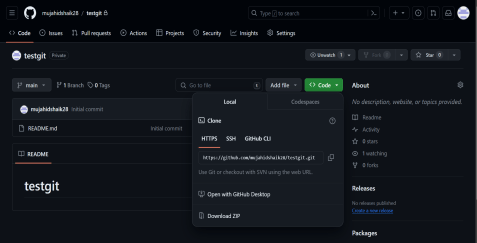 mujahidshaik28 / testgit
Type / to search
Code
Issues
Pull requests
Actions
Projects
Security
Insights
Settings
testgit Private
Unwatch 1
Star 0
main
1 Branch
0 Tags
Go to file
t
Add file
Code
mujahidshaik28 Initial commit
README.md Initial commit
README
testgit
Local
Codespaces
Clone
HTTPS SSH GitHub CLI
https://github.com/mujahidshaik28/testgit.git
Use Git or checkout with SVN using the web URL.
Open with GitHub Desktop
Download ZIP
About
No description, website, or topics provided.
Readme
Activity
0 stars
1 watching
0 forks
Releases
No releases published
Create a new release
Packages